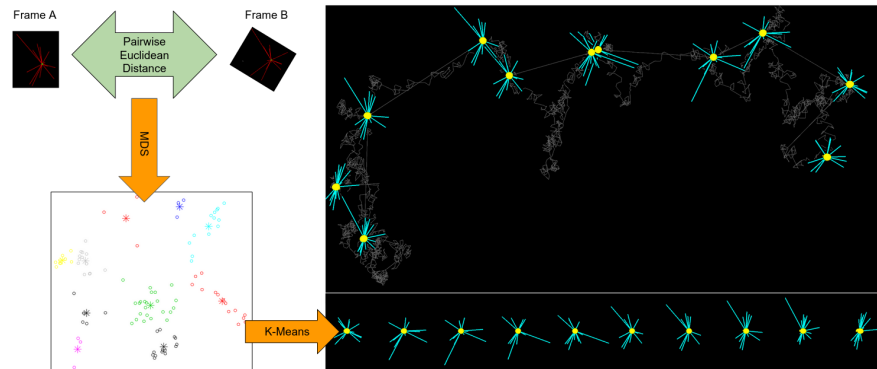 Frame A
Frame B
Pairwise
Euclidean
Distance
MDS
K-Means